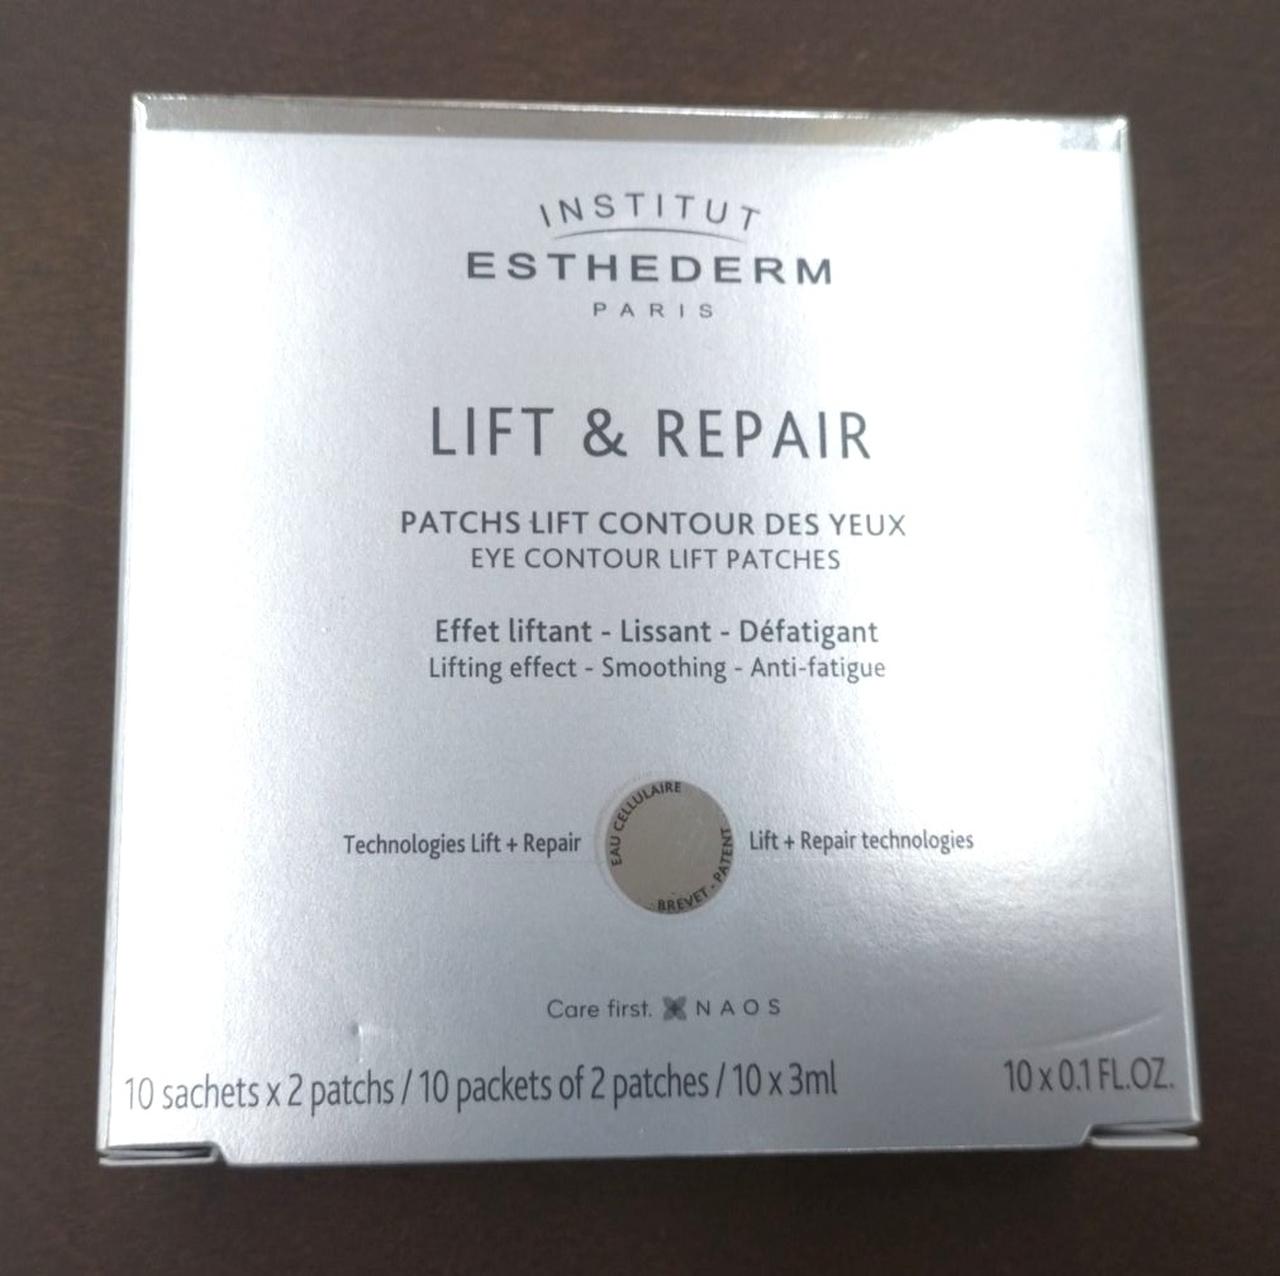 INSTITUT
ESTHEDERM
PARIS
LIFT & REPAIR
PATCHS LIFT CONTOUR DES YEUX
EYE CONTOUR LIFT PATCHES
Effet liftant - Lissant - Défatigant
Lifting effect - Smoothing - Anti-fatigue
Technologies Lift + Repair
EAU CELLULAIRE
BREVET - PATENT
Lift + Repair technologies
Care first. NAOS
10 sachets x 2 patchs / 10 packets of 2 patches / 10 x 3ml
10 x 0.1 FL.OZ.